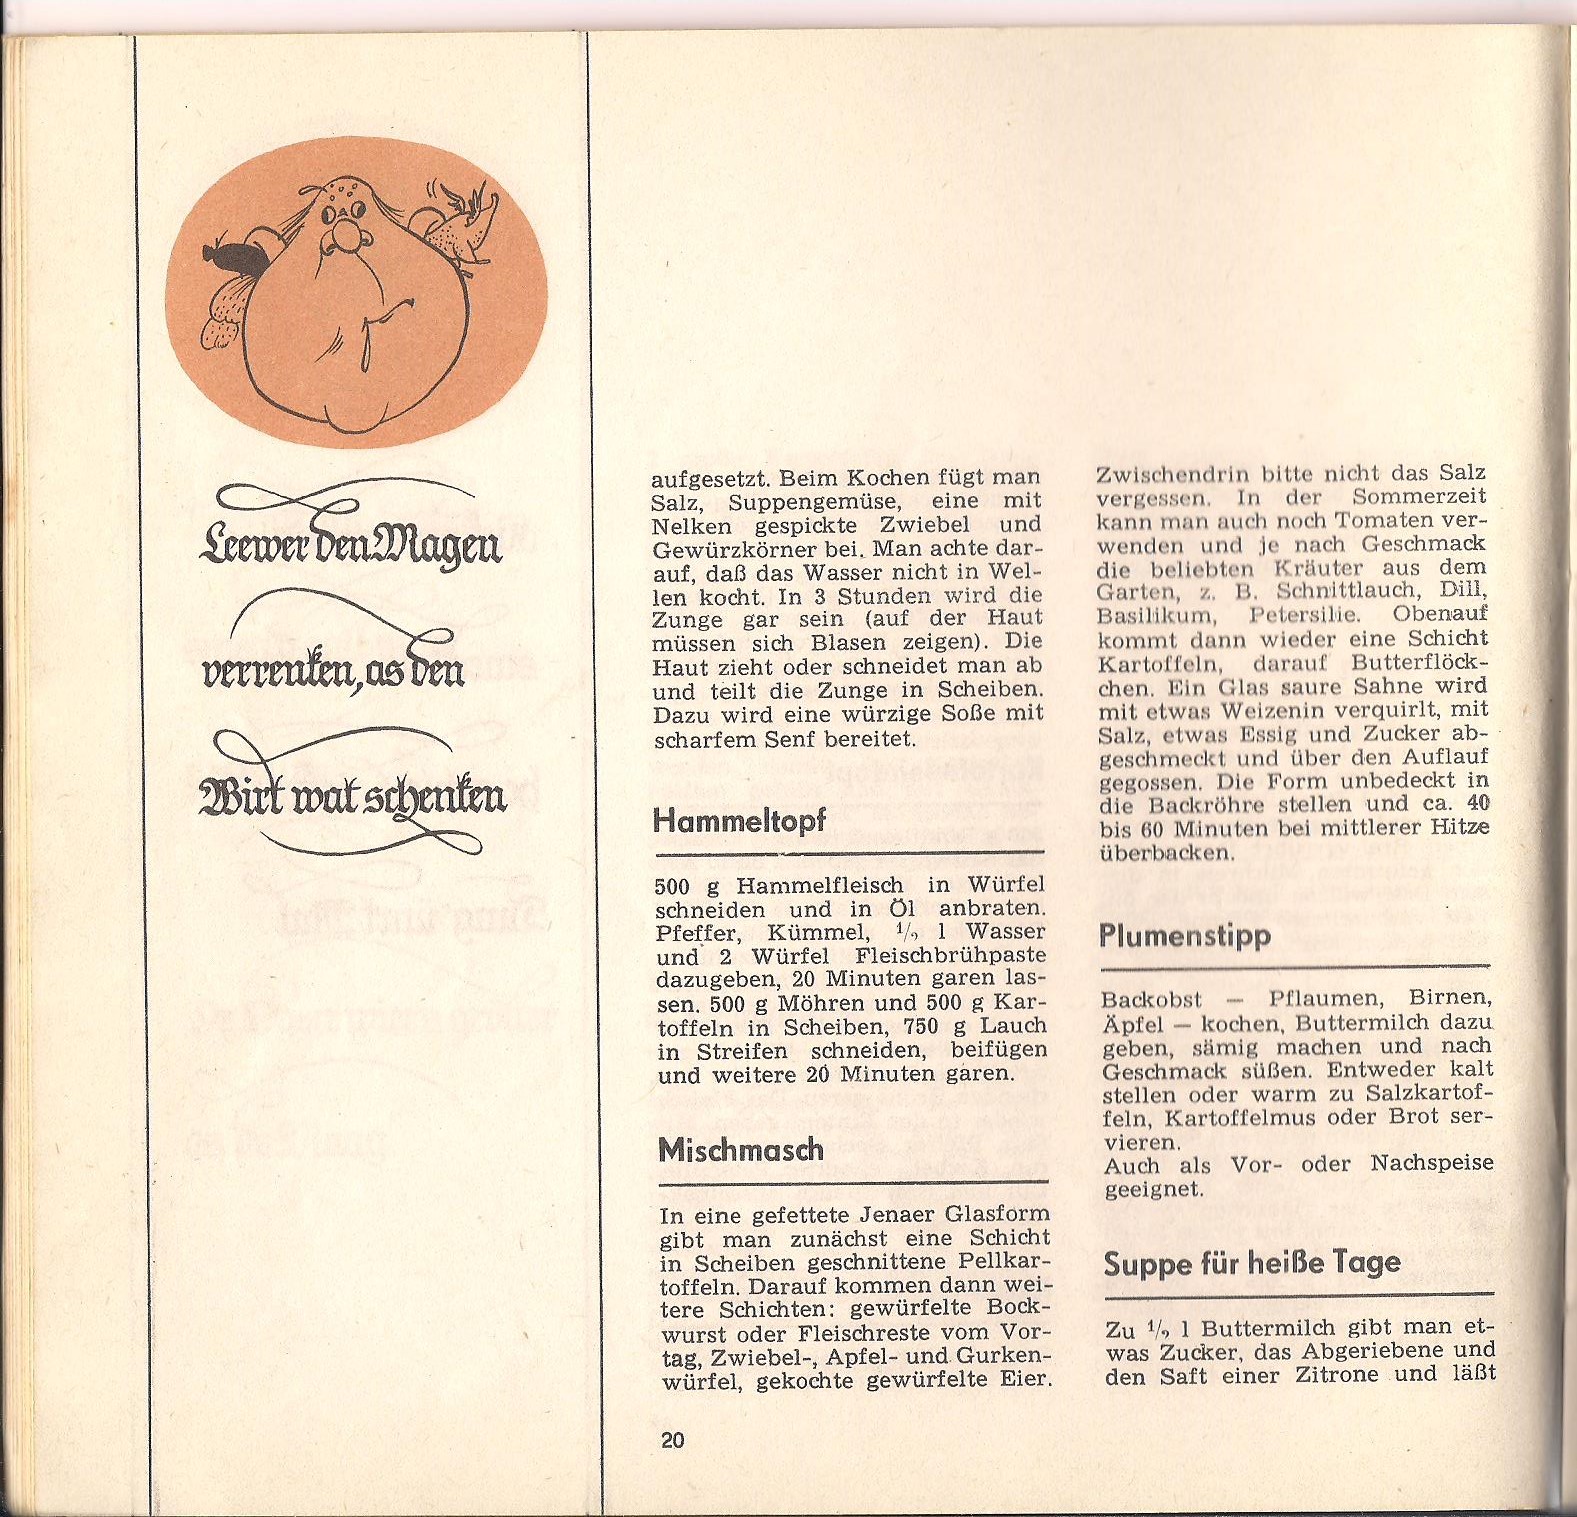 Leewer den Magen
verrenken, as den
Wirt wat schenken
aufgesetzt. Beim Kochen fügt man
Salz, Suppengemüse, eine mit
Nelken gespickte Zwiebel und
Gewürzkörner bei. Man achte dar-
auf, daß das Wasser nicht in Wel-
len kocht. In 3 Stunden wird die
Zunge gar sein (auf der Haut
müssen sich Blasen zeigen). Die
Haut zieht oder schneidet man ab
und teilt die Zunge in Scheiben.
Dazu wird eine würzige Soße mit
scharfem Senf bereitet.
Hammeltopf
500 g Hammelfleisch in Würfel
schneiden und in Öl anbraten.
Pfeffer, Kümmel, 1/2 l Wasser
und 2 Würfel Fleischbrühpaste
dazugeben, 20 Minuten garen las-
sen. 500 g Möhren und 500 g Kar-
toffeln in Scheiben, 750 g Lauch
in Streifen schneiden, beifügen
und weitere 20 Minuten garen.
Mischmasch
In eine gefettete Jenaer Glasform
gibt man zunächst eine Schicht
in Scheiben geschnittene Pellkar-
toffeln. Darauf kommen dann wei-
tere Schichten: gewürfelte Bock-
wurst oder Fleischreste vom Vor-
tag, Zwiebel-, Apfel- und Gurken-
würfel, gekochte gewürfelte Eier.
Zwischendrin bitte nicht das Salz
vergessen. In der Sommerzeit
kann man auch noch Tomaten ver-
wenden und je nach Geschmack
die beliebten Kräuter aus dem
Garten, z. B. Schnittlauch, Dill,
Basilikum, Petersilie. Obenauf
kommt dann wieder eine Schicht
Kartoffeln, darauf Butterflöck-
chen. Ein Glas saure Sahne wird
mit etwas Weizenin verquirlt, mit
Salz, etwas Essig und Zucker ab-
geschmeckt und über den Auflauf
gegossen. Die Form unbedeckt in
die Backröhre stellen und ca. 40
bis 60 Minuten bei mittlerer Hitze
überbacken.
Plumenstipp
Backobst — Pflaumen, Birnen,
Äpfel — kochen, Buttermilch dazu
geben, sämig machen und nach
Geschmack süßen. Entweder kalt
stellen oder warm zu Salzkartof-
feln, Kartoffelmus oder Brot ser-
vieren.
Auch als Vor- oder Nachspeise
geeignet.
Suppe für heiße Tage
Zu 1/2 l Buttermilch gibt man et-
was Zucker, das Abgeriebene und
den Saft einer Zitrone und läßt
20